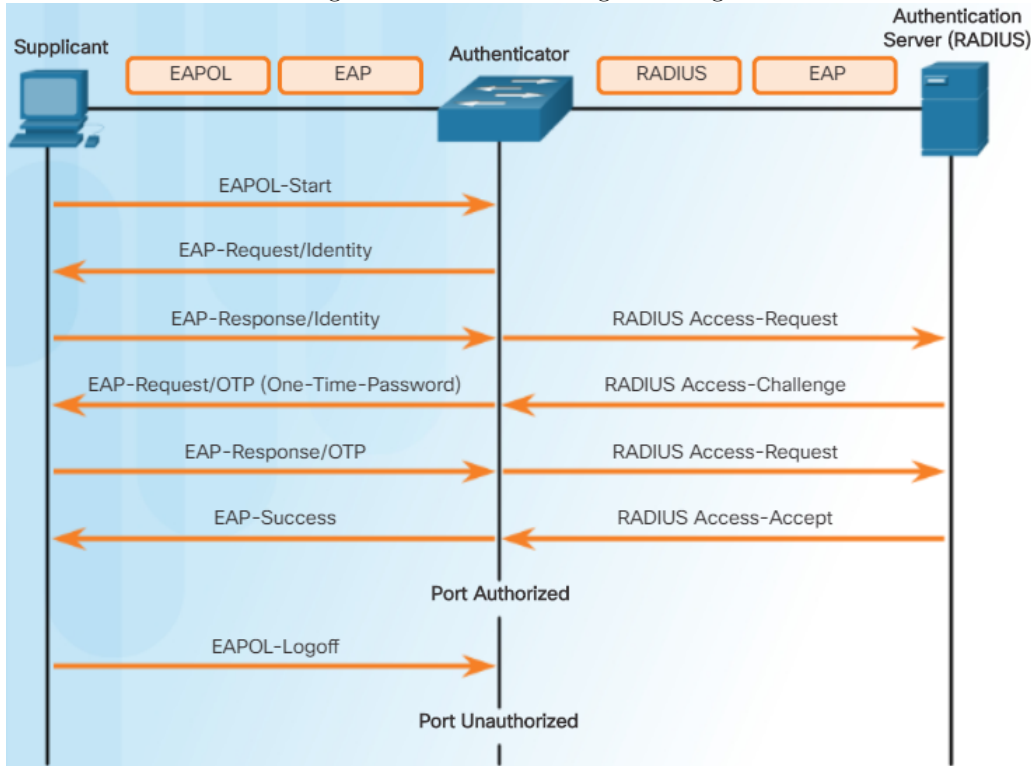 Authentication
Server (RADIUS)
Supplicant
Authenticator
EAPOL
EAP
RADIUS
EAP
EAPOL-Start
EAP-Request/Identity
EAP-Response/Identity
RADIUS Access-Request
EAP-Request/OTP (One-Time-Password)
RADIUS Access-Challenge
EAP-Response/OTP
RADIUS Access-Request
EAP-Success
RADIUS Access-Accept
Port Authorized
EAPOL-Logoff
Port Unauthorized